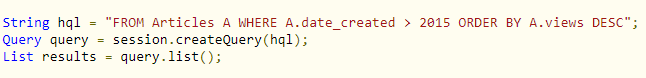 String hql = "FROM Articles A WHERE A.date_created > 2015 ORDER BY A.views DESC";
Query query = session.createQuery(hql);
List results = query.list();